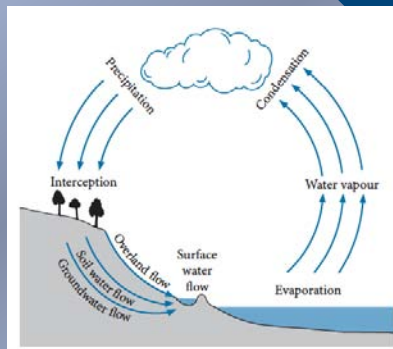 Precipitation
Condensation
Interception
Water vapour
Overland flow
Soil water flow
Groundwater flow
Surface
water
flow
Evaporation